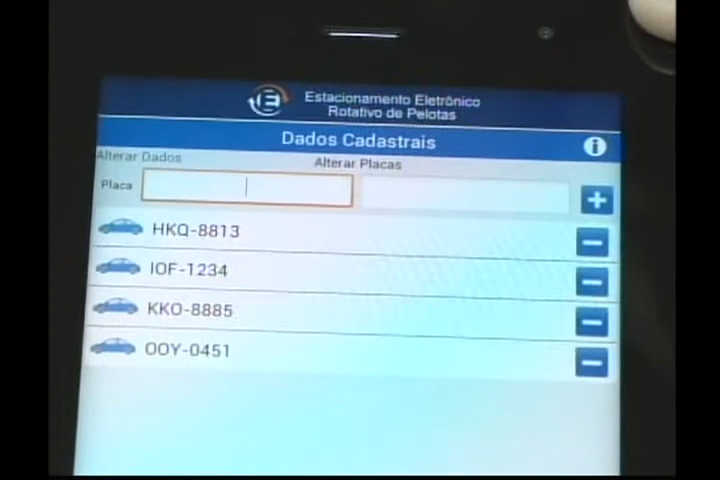 Estacionamento Eletrônico
Rotativo de Pelotas
Dados Cadastrais
Alterar Dados
Alterar Placas
Placa
HKQ-8813
IOF-1234
KKO-8885
OOY-0451